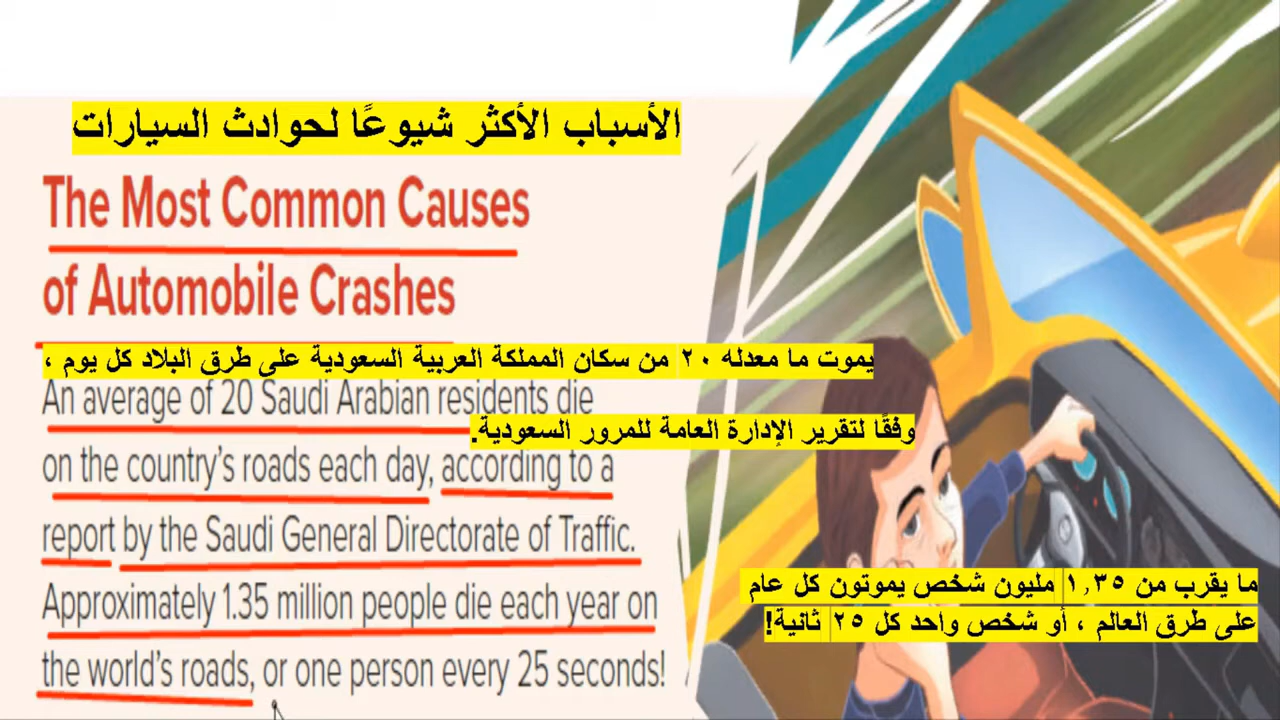 الأسباب الأكثر شيوعًا لحوادث السيارات
The Most Common Causes
of Automobile Crashes
يموت ما معدله ٢٠ من سكان المملكة العربية السعودية على طرق البلاد كل يوم ،
An average of 20 Saudi Arabian residents die
وفقًا لتقرير الإدارة العامة للمرور السعودية.
on the country's roads each day, according to a
report by the Saudi General Directorate of Traffic.
ما يقرب من ١,٣٥ مليون شخص يموتون كل عام
على طرق العالم ، أو شخص واحد كل ٢٥ ثانية!
Approximately 1.35 million people die each year on
the world's roads, or one person every 25 seconds!